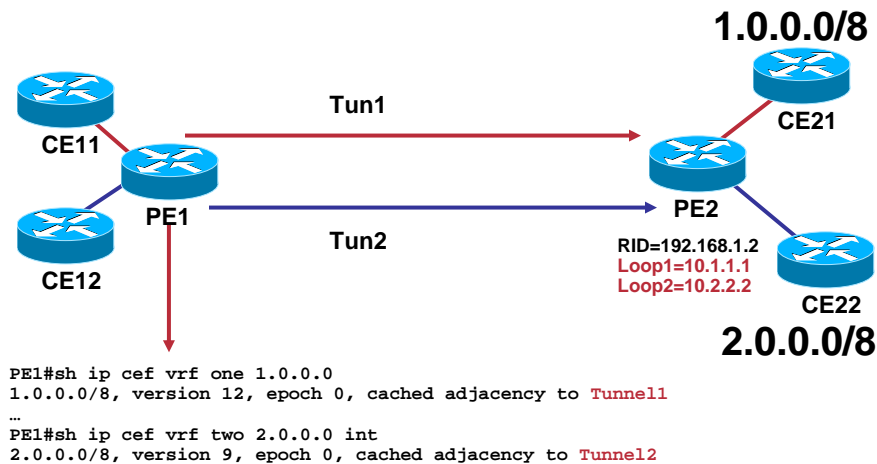 1.0.0.0/8
Tun1
CE11
CE21
PE1
PE2
Tun2
CE12
RID=192.168.1.2
Loop1=10.1.1.1
Loop2=10.2.2.2
CE22
2.0.0.0/8
PE1#sh ip cef vrf one 1.0.0.0
1.0.0.0/8, version 12, epoch 0, cached adjacency to Tunnel1
…
PE1#sh ip cef vrf two 2.0.0.0 int
2.0.0.0/8, version 9, epoch 0, cached adjacency to Tunnel2